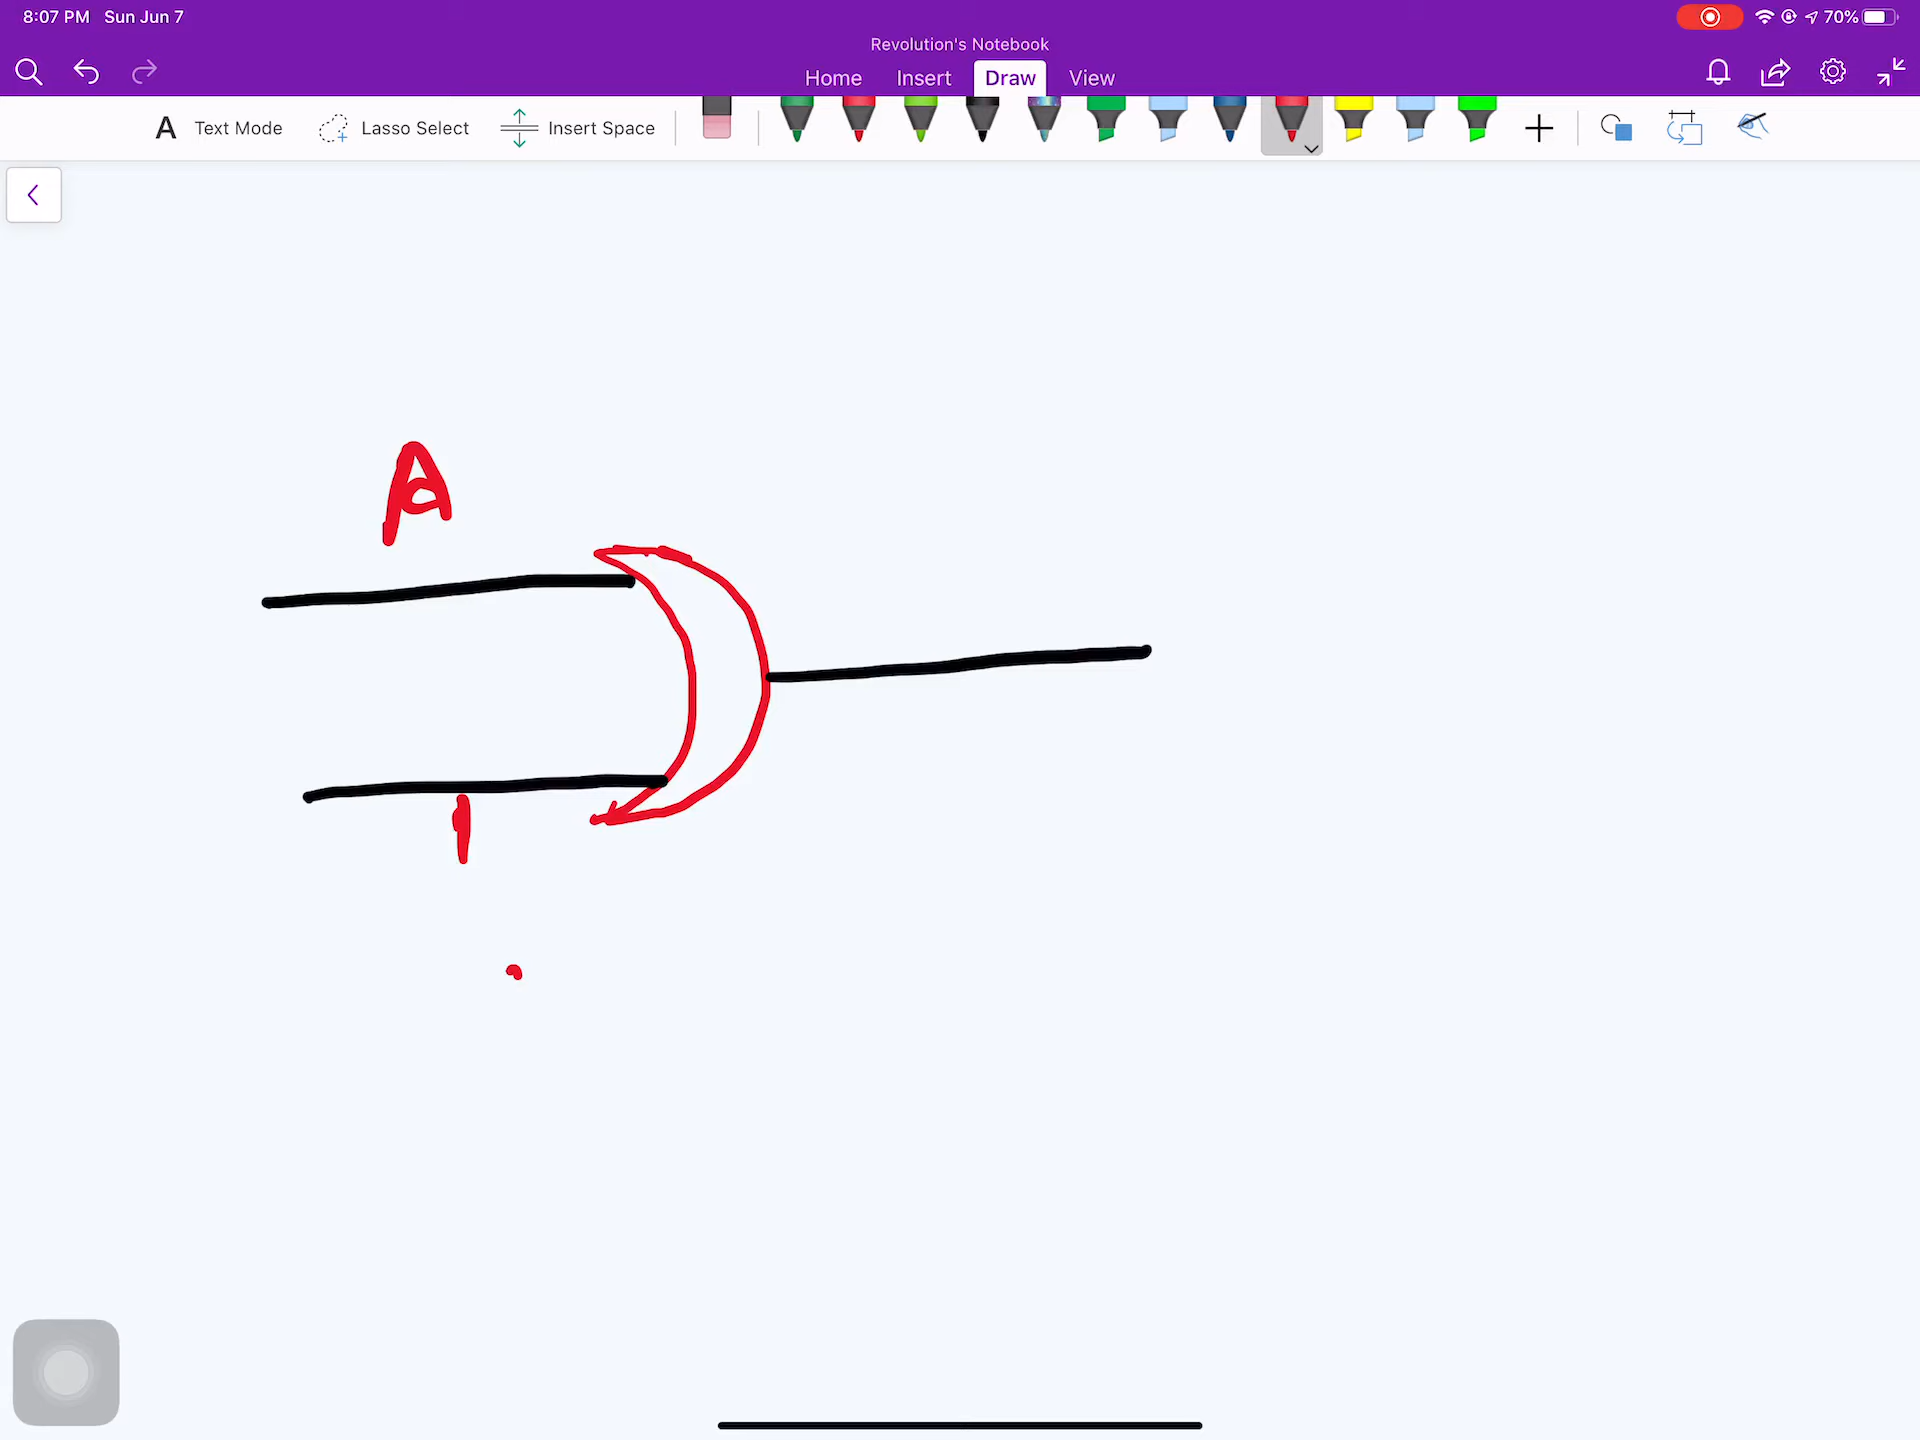 8:07 PM Sun Jun 7
70%
Revolution's Notebook
Home Insert Draw View
A Text Mode Lasso Select Insert Space
A
1